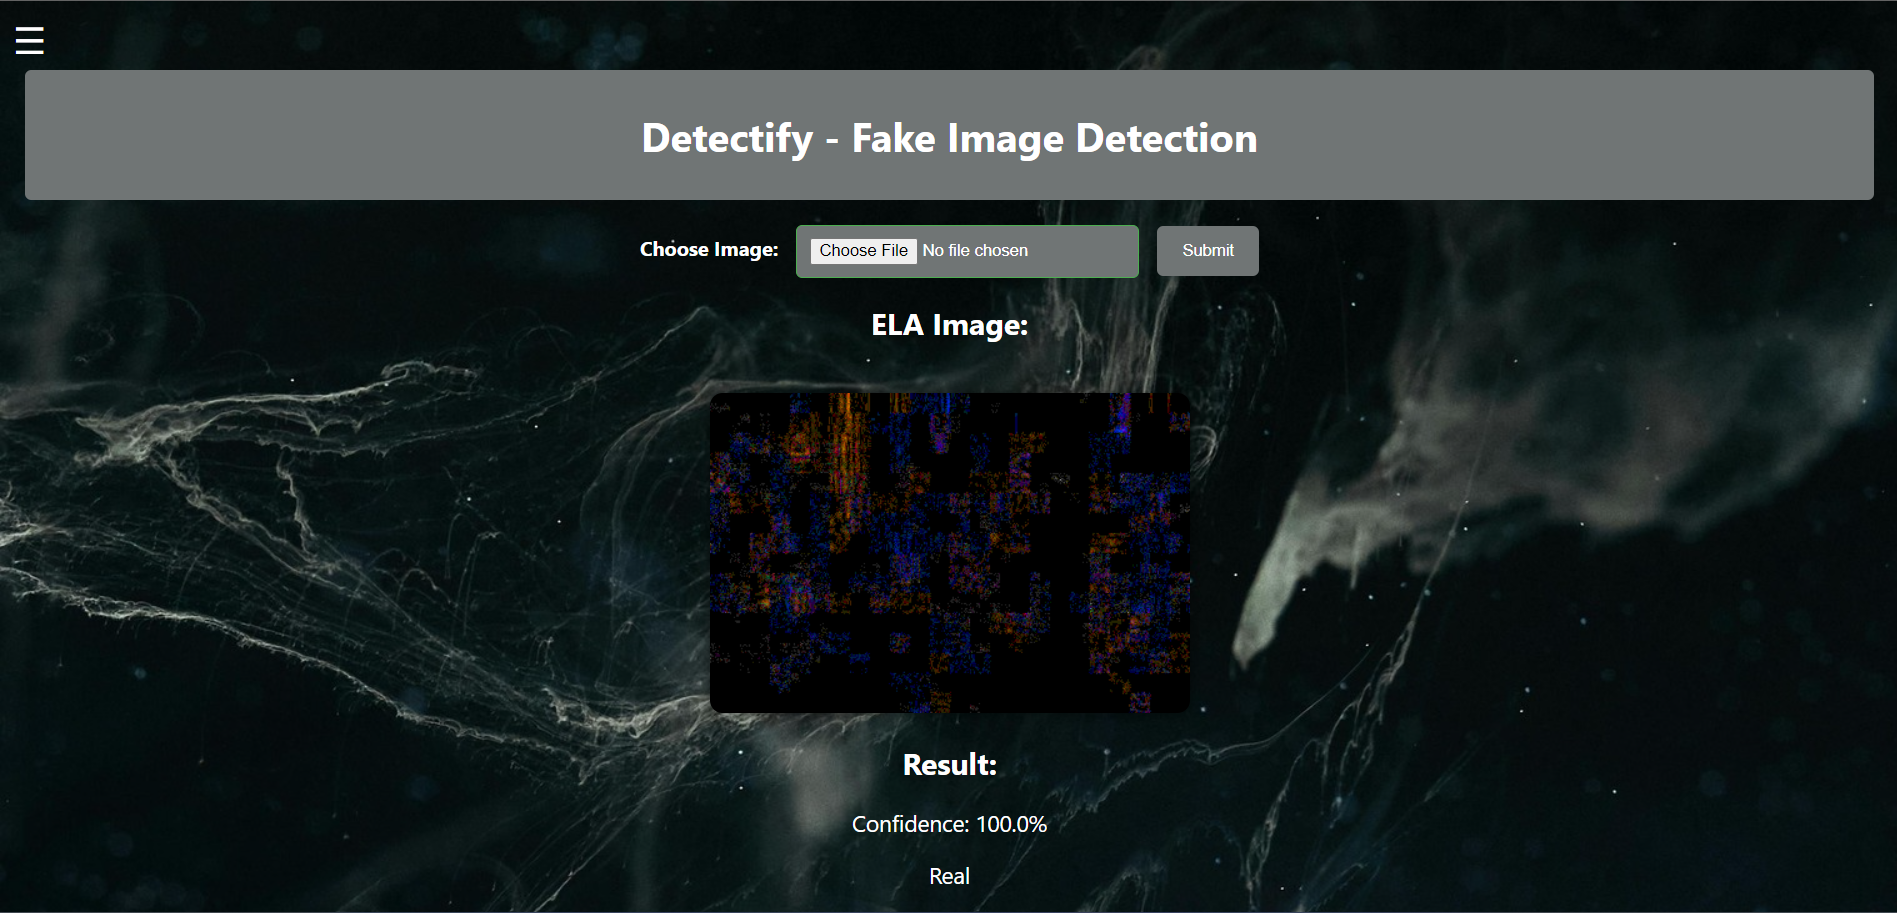 Detectify - Fake Image Detection
Choose Image: Choose File No file chosen Submit
ELA Image:
Result:
Confidence: 100.0%
Real